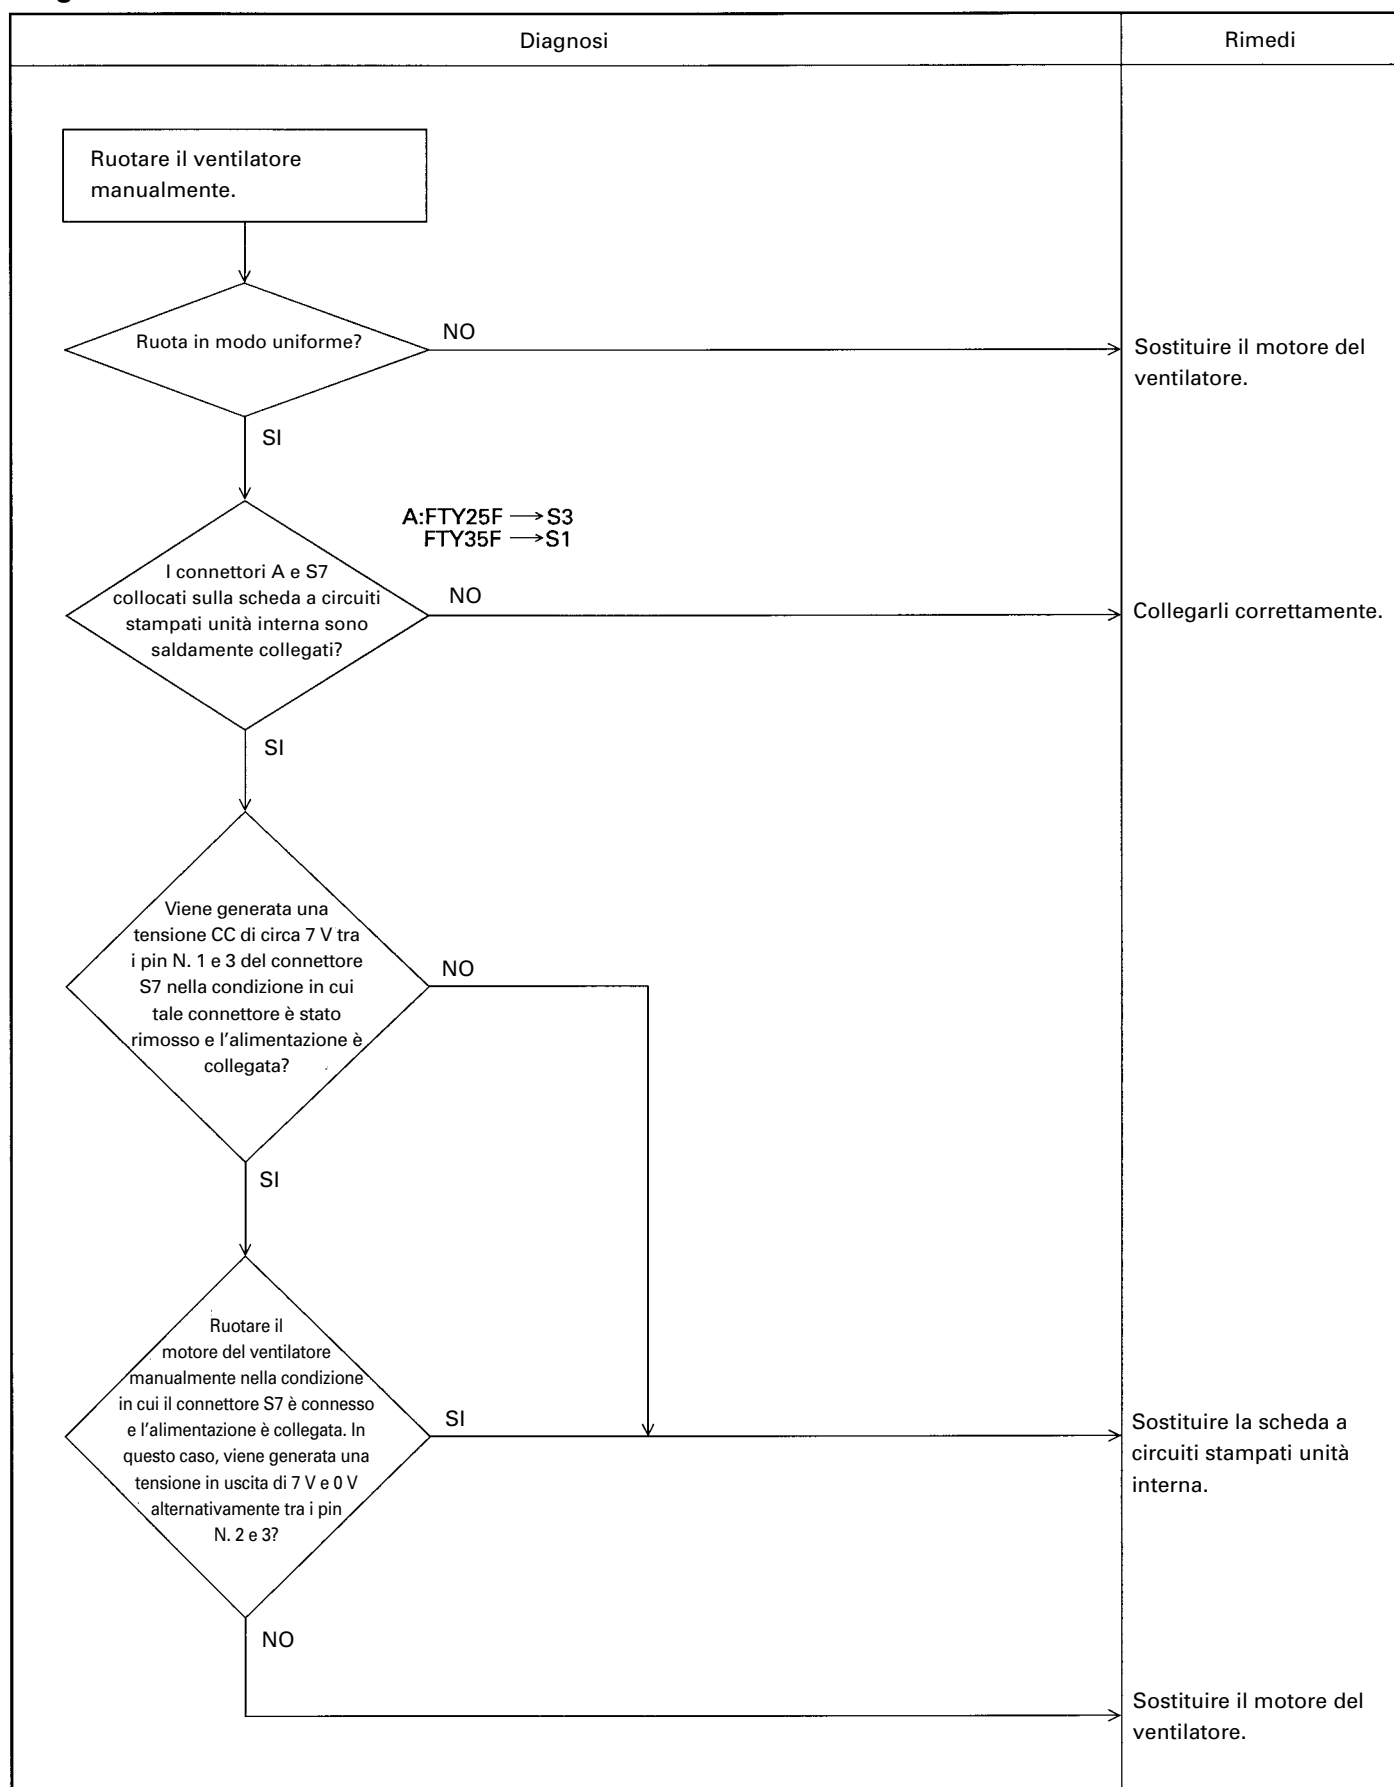 Diagnosi
Rimedi
Ruotare il ventilatore
manualmente.
Ruota in modo uniforme?
NO
Sostituire il motore del
ventilatore.
SI
A:FTY25F → S3
FTY35F → S1
I connettori A e S7
collocati sulla scheda a circuiti
stampati unità interna sono
saldamente collegati?
NO
Collegarli correttamente.
SI
Viene generata una
tensione CC di circa 7 V tra
i pin N. 1 e 3 del connettore
S7 nella condizione in cui
tale connettore è stato
rimosso e l'alimentazione è
collegata?
NO
SI
Ruotare il
motore del ventilatore
manualmente nella condizione
in cui il connettore S7 è connesso
e l'alimentazione è collegata. In
questo caso, viene generata una
tensione in uscita di 7 V e 0 V
alternativamente tra i pin
N. 2 e 3?
SI
Sostituire la scheda a
circuiti stampati unità
interna.
NO
Sostituire il motore del
ventilatore.